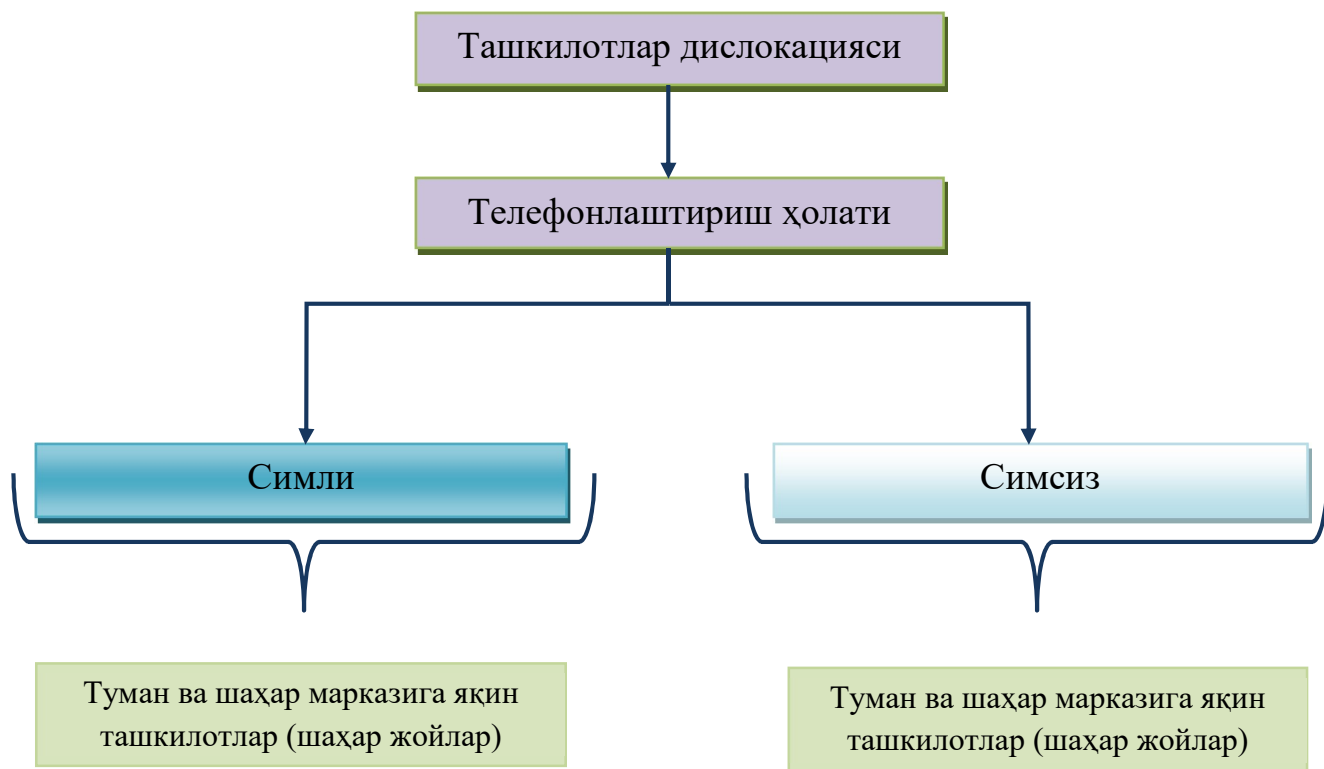 Ташкилотлар дислокацияси
Телефонлаштириш ҳолати
Симли
Симсиз
Туман ва шаҳар марказига яқин
ташкилотлар (шаҳар жойлар)
Туман ва шаҳар марказига яқин
ташкилотлар (шаҳар жойлар)